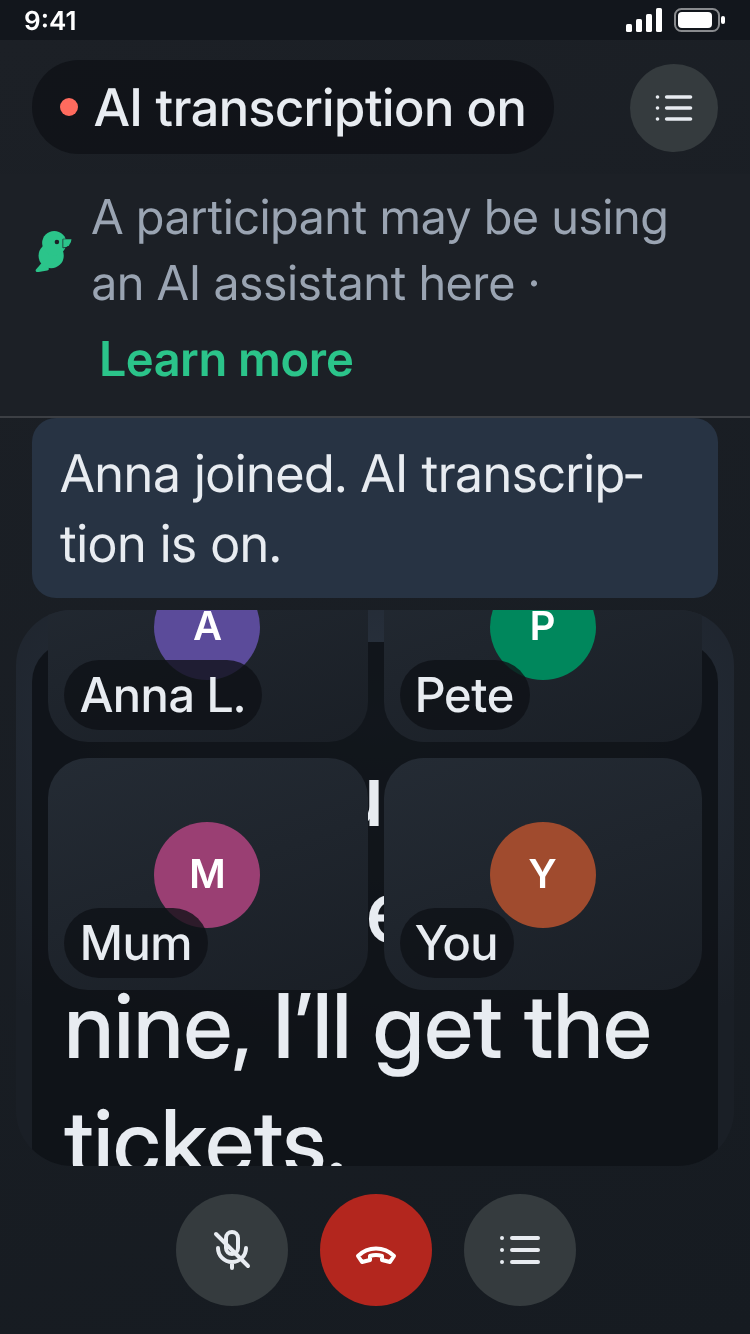 9:41
AI transcription on
A participant may be using
an AI assistant here ·
Learn more
Anna joined. AI transcrip-
tion is on.
A
P
Anna L.
Pete
M
Y
Mum
You
nine, I’ll get the
tickets.